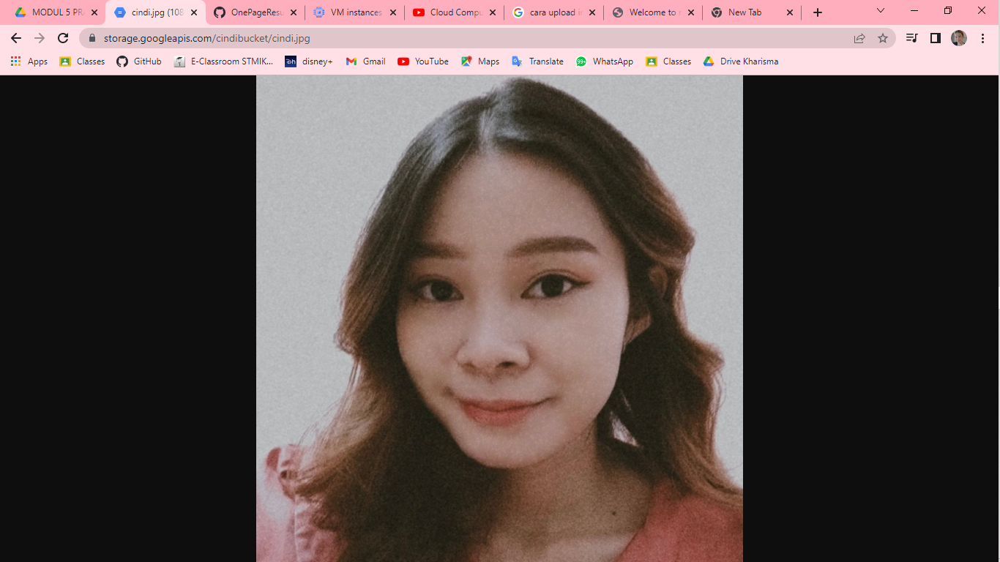 MODUL 5 PR
cindi.jpg (108
OnePageResu
VM instances
Cloud Compu
cara upload i
Welcome to
New Tab
storage.googleapis.com/cindibucket/cindi.jpg
Apps
Classes
GitHub
E-Classroom STMIK...
disney+
Gmail
YouTube
Maps
Translate
99+
WhatsApp
Classes
Drive Kharisma